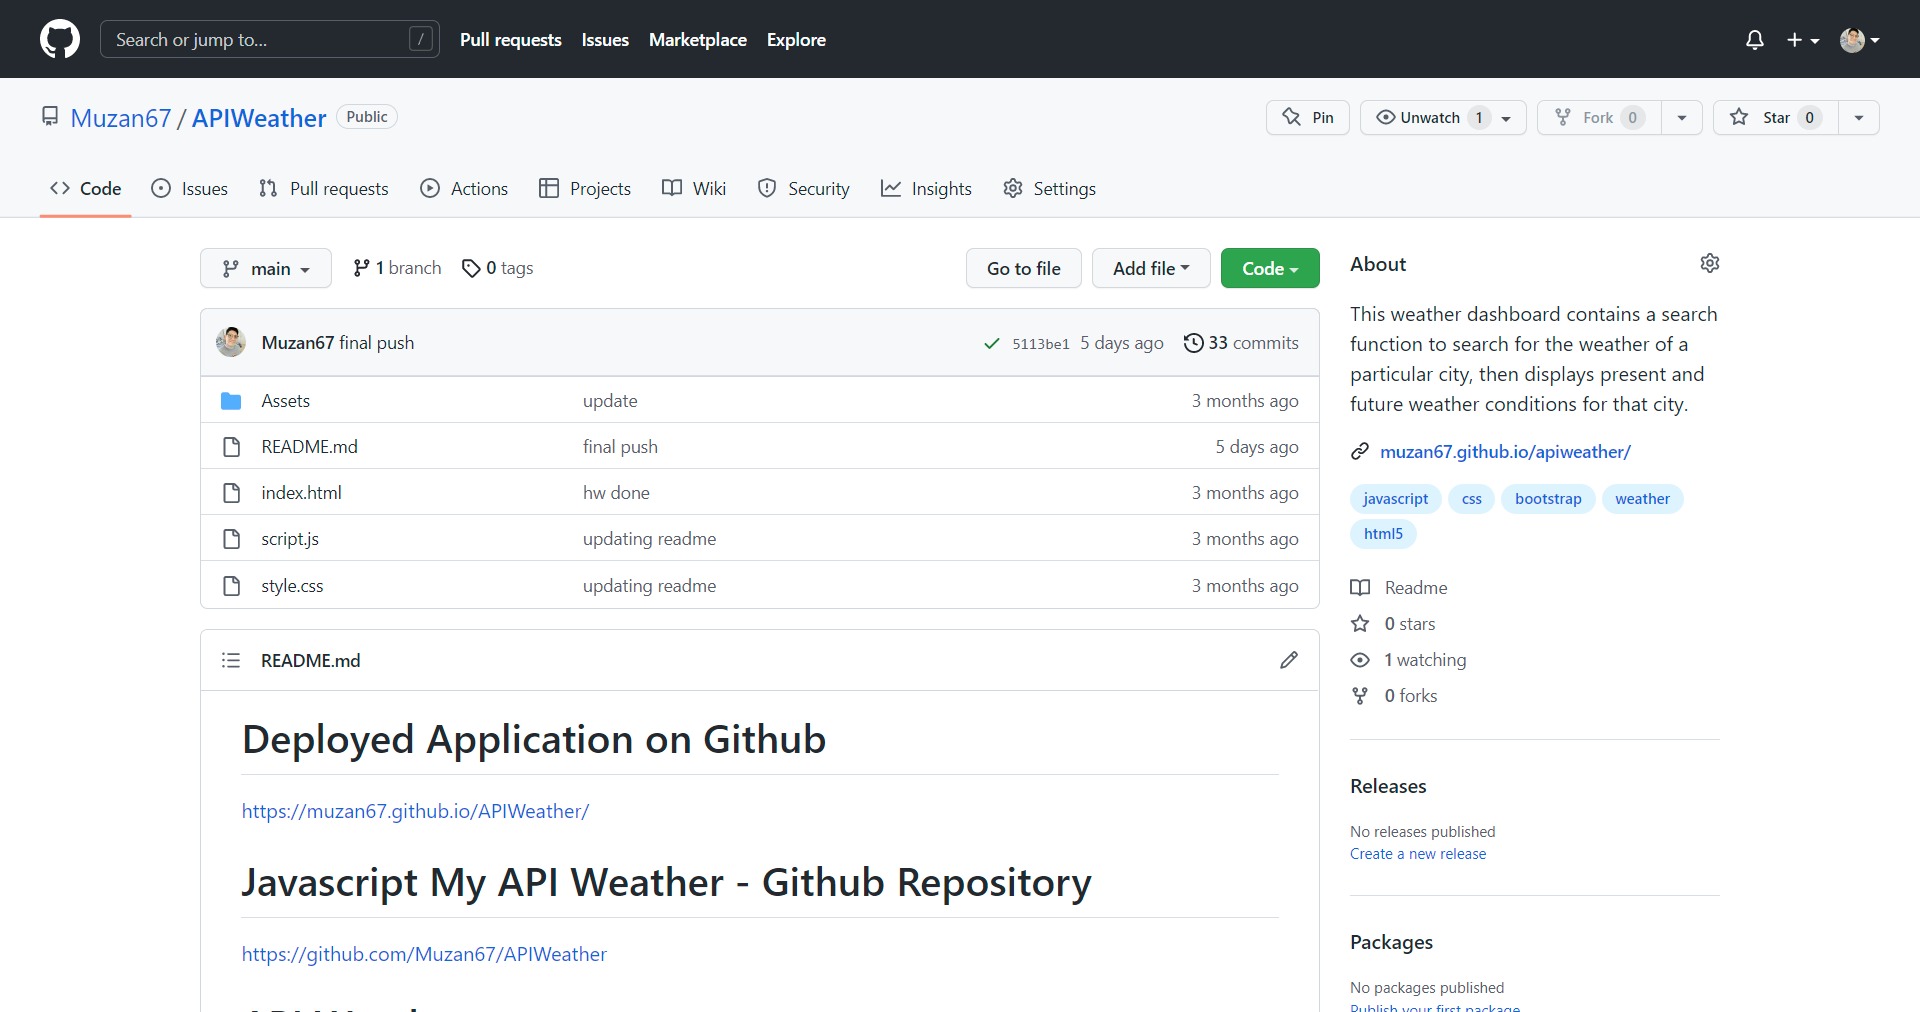 Search or jump to... /
Pull requests Issues Marketplace Explore
Muzan67 / APIWeather Public
Pin Unwatch 1 Fork 0 Star 0
Code Issues Pull requests Actions Projects Wiki Security Insights Settings
main 1 branch 0 tags Go to file Add file Code
Muzan67 final push 5113be1 5 days ago 33 commits
Assets update 3 months ago
README.md final push 5 days ago
index.html hw done 3 months ago
script.js updating readme 3 months ago
style.css updating readme 3 months ago
README.md
Deployed Application on Github
https://muzan67.github.io/APIWeather/
Javascript My API Weather - Github Repository
https://github.com/Muzan67/APIWeather
About
This weather dashboard contains a search
function to search for the weather of a
particular city, then displays present and
future weather conditions for that city.
muzan67.github.io/apiweather/
javascript css bootstrap weather
html5
Readme
0 stars
1 watching
0 forks
Releases
No releases published
Create a new release
Packages
No packages published
Publish your first package